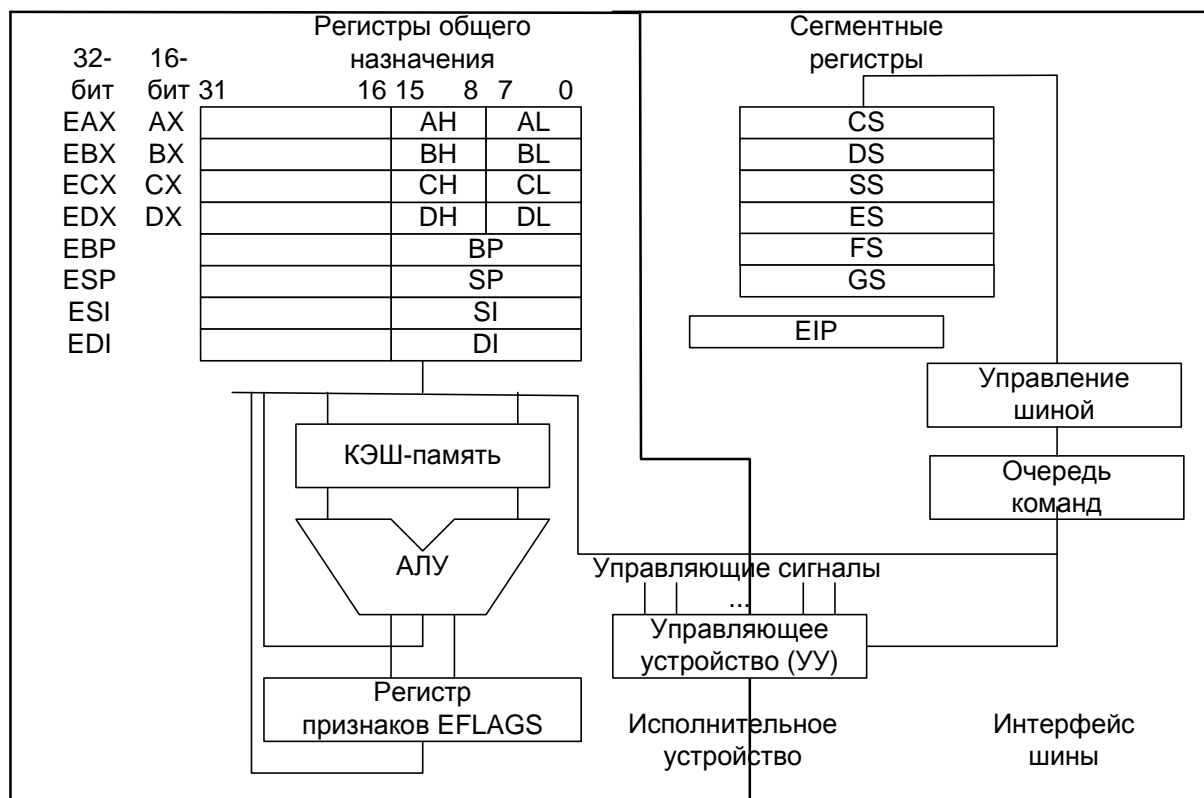 Регистры общего
назначения
32-
бит
16-
бит
31 16 15 8 7 0
EAX AX AH AL
EBX BX BH BL
ECX CX CH CL
EDX DX DH DL
EBP BP
ESP SP
ESI SI
EDI DI
КЭШ-память
АЛУ
Регистр
признаков EFLAGS
Сегментные
регистры
CS
DS
SS
ES
FS
GS
EIP
Управление
шиной
Очередь
команд
Управляющие сигналы
...
Управляющее
устройство (УУ)
Исполнительное
устройство
Интерфейс
шины